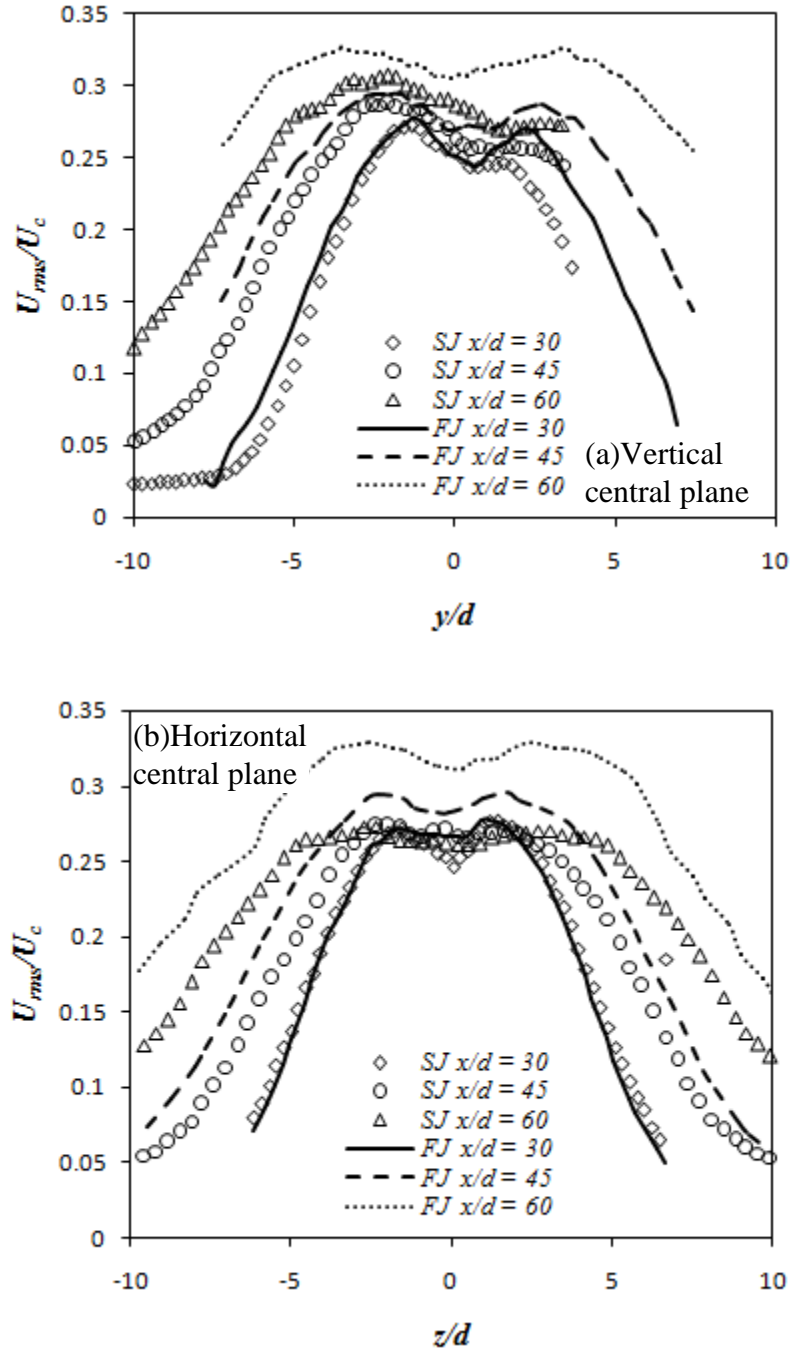 0.35
0.3
0.25
0.2
0.15
0.1
0.05
0
U_rms/U_c
SJ x/d = 30
SJ x/d = 45
SJ x/d = 60
FJ x/d = 30
FJ x/d = 45
FJ x/d = 60
(a)Vertical
central plane
-10 -5 0 5 10
y/d
0.35
0.3
0.25
0.2
0.15
0.1
0.05
0
U_rms/U_c
(b)Horizontal
central plane
SJ x/d = 30
SJ x/d = 45
SJ x/d = 60
FJ x/d = 30
FJ x/d = 45
FJ x/d = 60
-10 -5 0 5 10
z/d